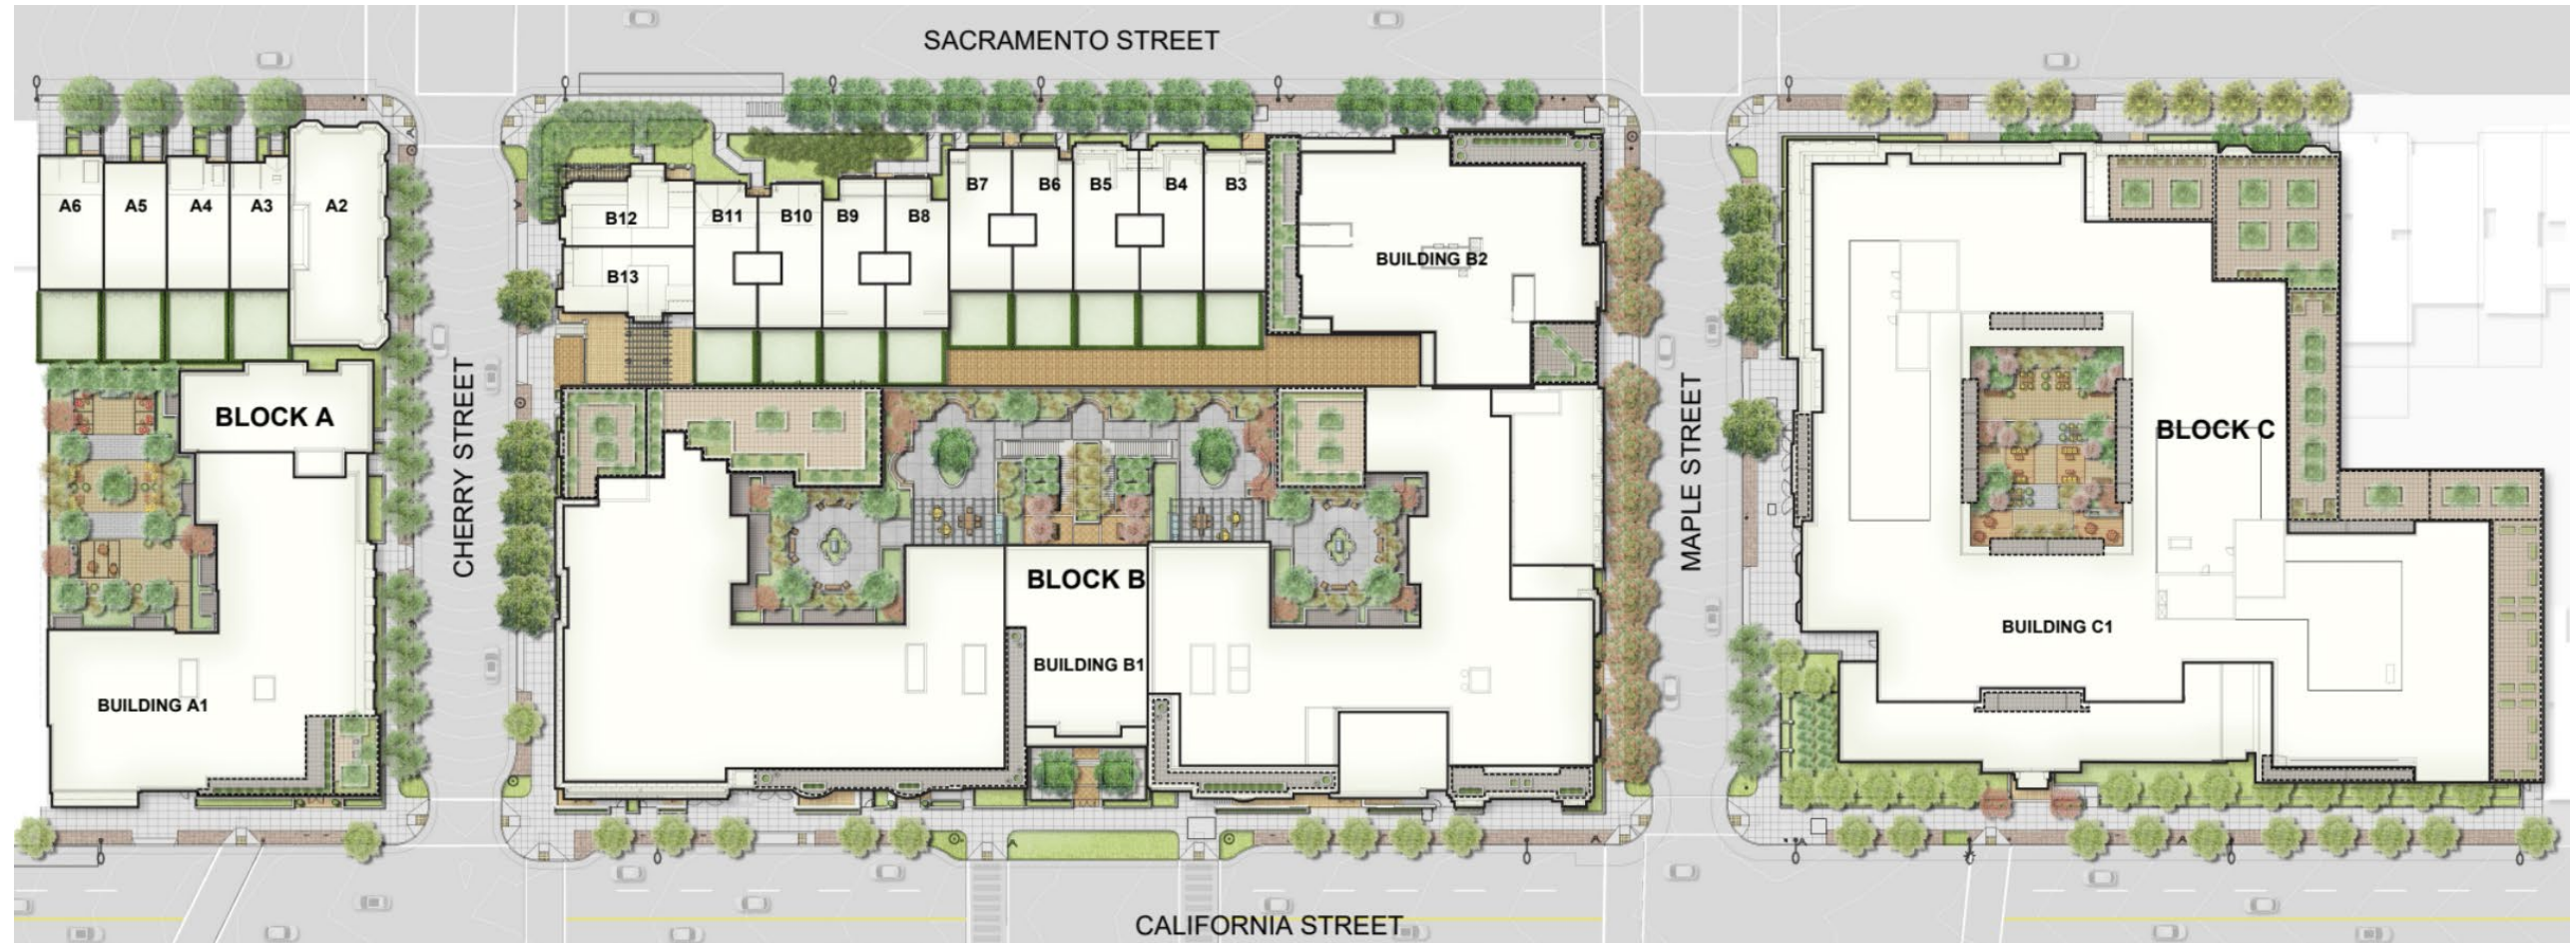 SACRAMENTO STREET
A6
A5
A4
A3
A2
BLOCK A
BUILDING A1
CHERRY STREET
B12
B13
B11
B10
B9
B8
B7
B6
B5
B4
B3
BUILDING B2
BLOCK B
BUILDING B1
MAPLE STREET
BLOCK C
BUILDING C1
CALIFORNIA STREET